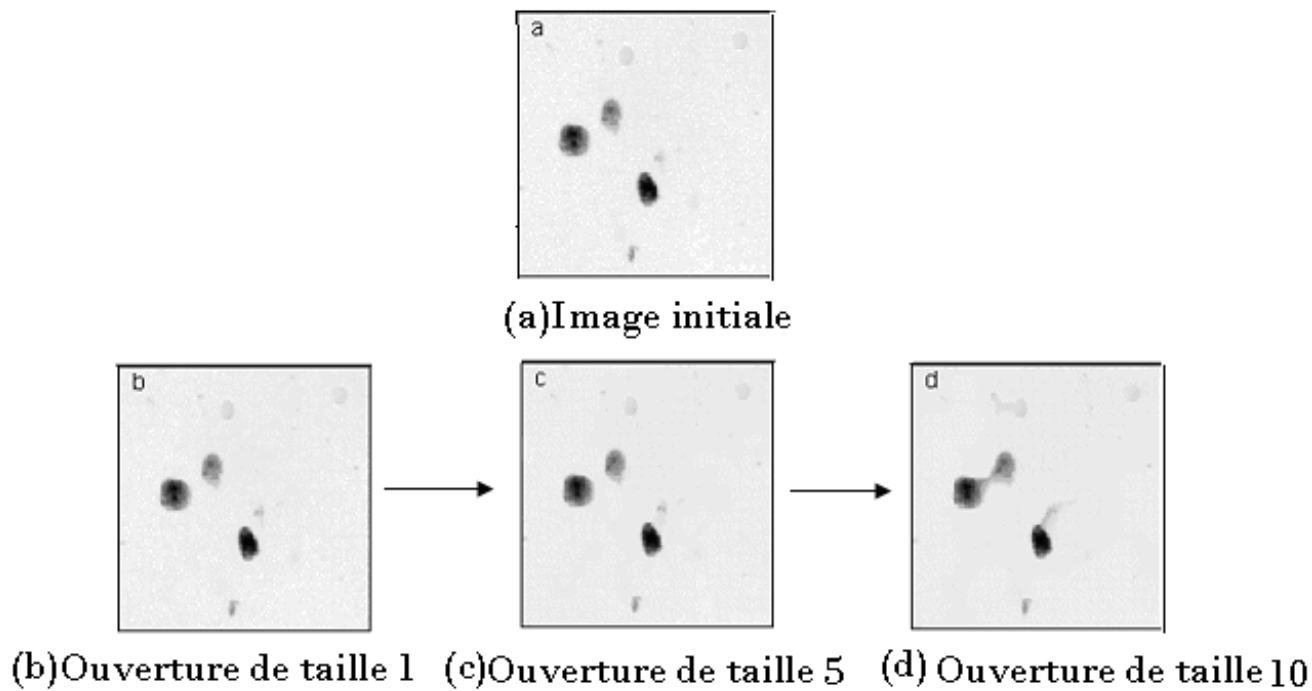 a
(a)Image initiale
b
c
d
(b)Ouverture de taille 1
(c)Ouverture de taille 5
(d) Ouverture de taille 10